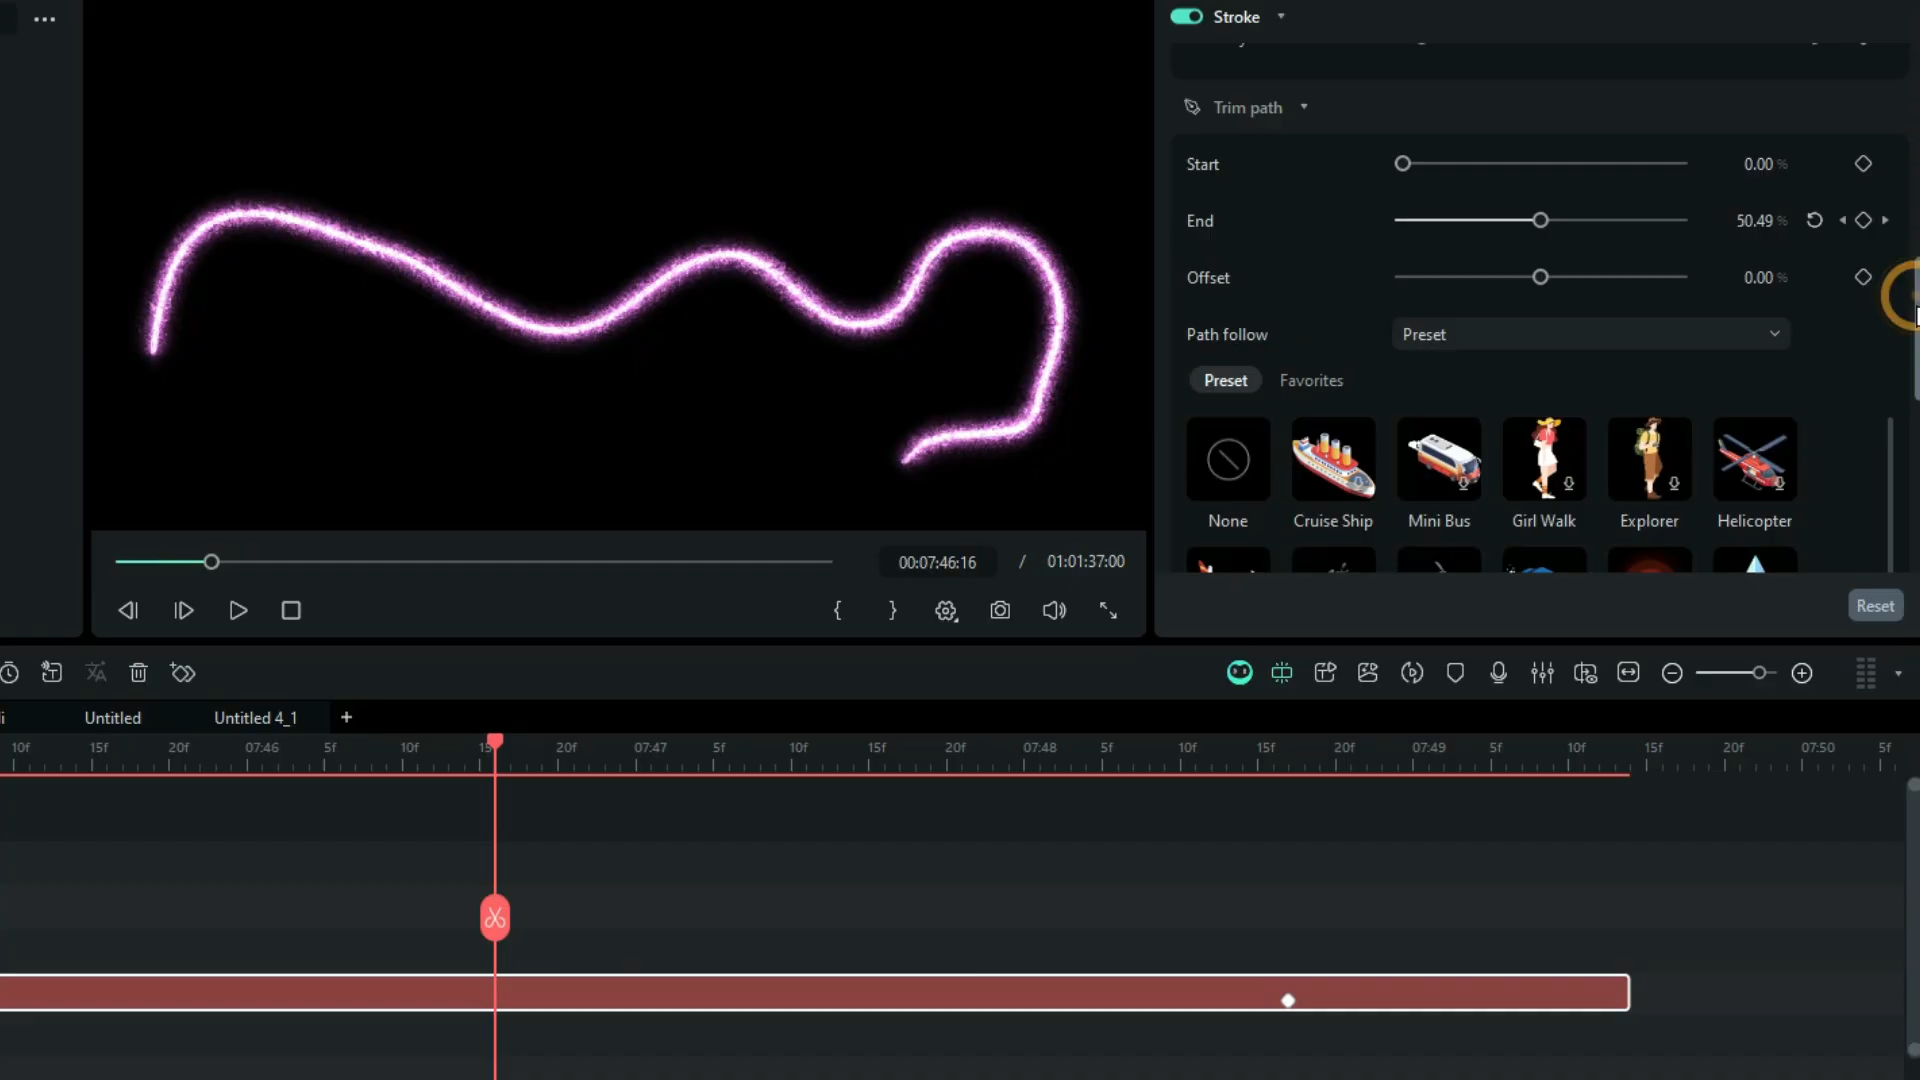 Stroke
Trim path
Start 0.00 %
End 50.49 %
Offset 0.00 %
Path follow Preset
Preset Favorites
None Cruise Ship Mini Bus Girl Walk Explorer Helicopter
00:07:46:16 / 01:01:37:00
Reset
Untitled Untitled 4_1 +
10f 15f 20f 07:46 5f 10f 15 20f 07:47 5f 10f 15f 20f 07:48 5f 10f 15f 20f 07:49 5f 10f 15f 20f 07:50 5f